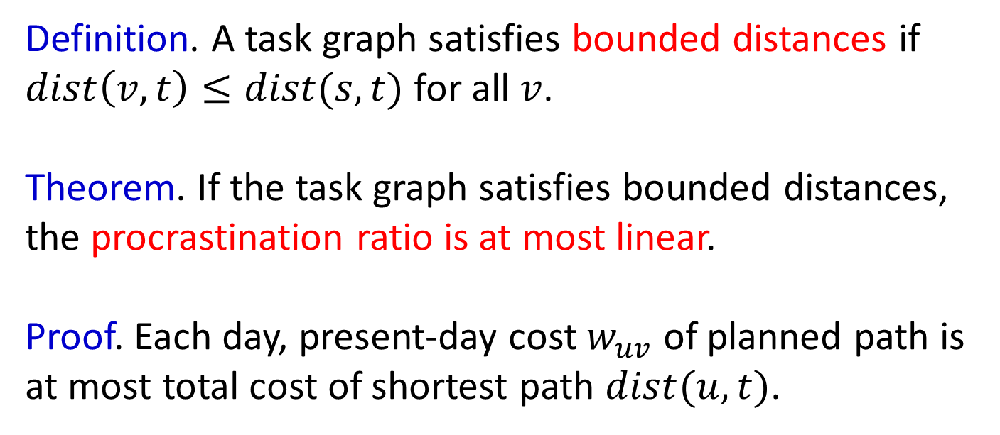 Definition. A task graph satisfies bounded distances if
dist(v, t) ≤ dist(s, t) for all v.
Theorem. If the task graph satisfies bounded distances,
the procrastination ratio is at most linear.
Proof. Each day, present-day cost w_{uv} of planned path is
at most total cost of shortest path dist(u, t).